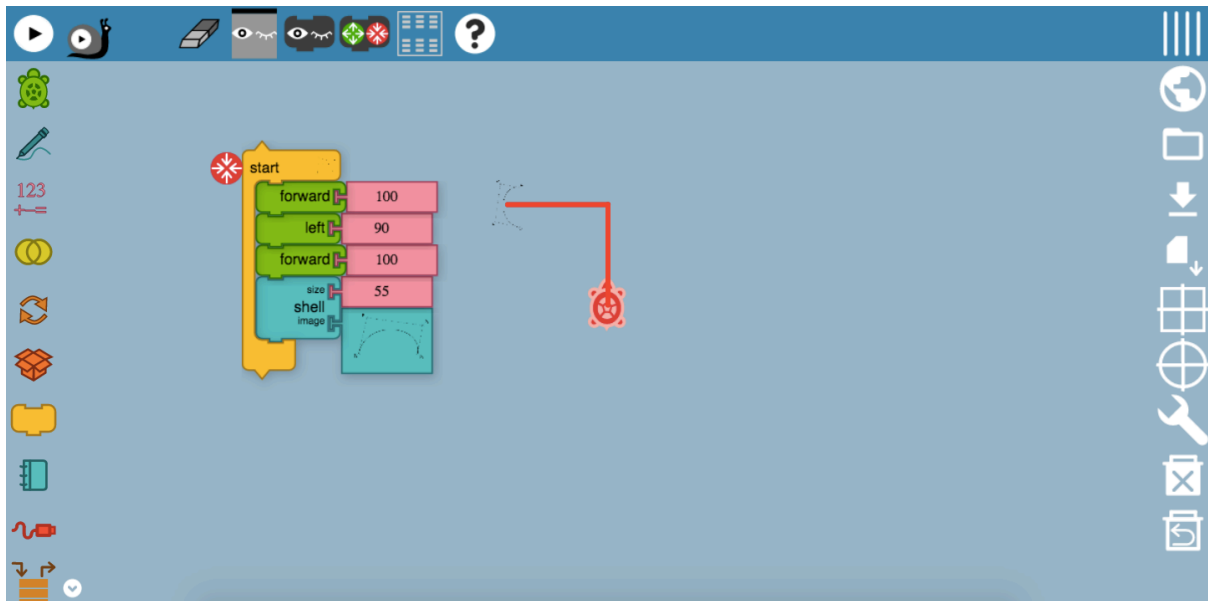 ?
123
+−=
start
forward 100
left 90
forward 100
size 55
shell
image